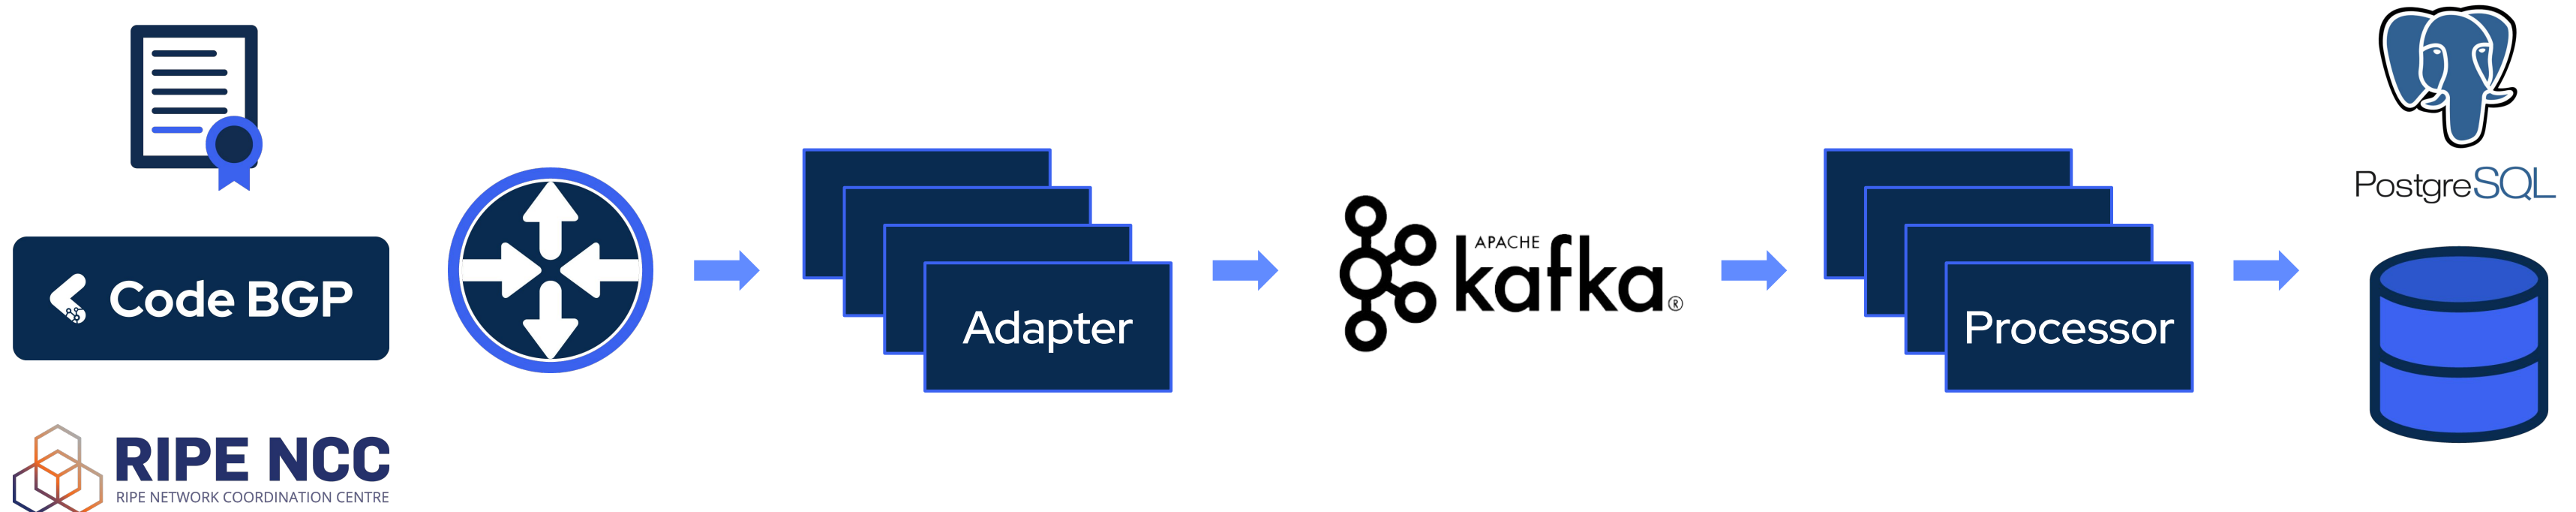 Code BGP
RIPE NCC
RIPE NETWORK COORDINATION CENTRE
Adapter
APACHE
kafka®
Processor
PostgreSQL